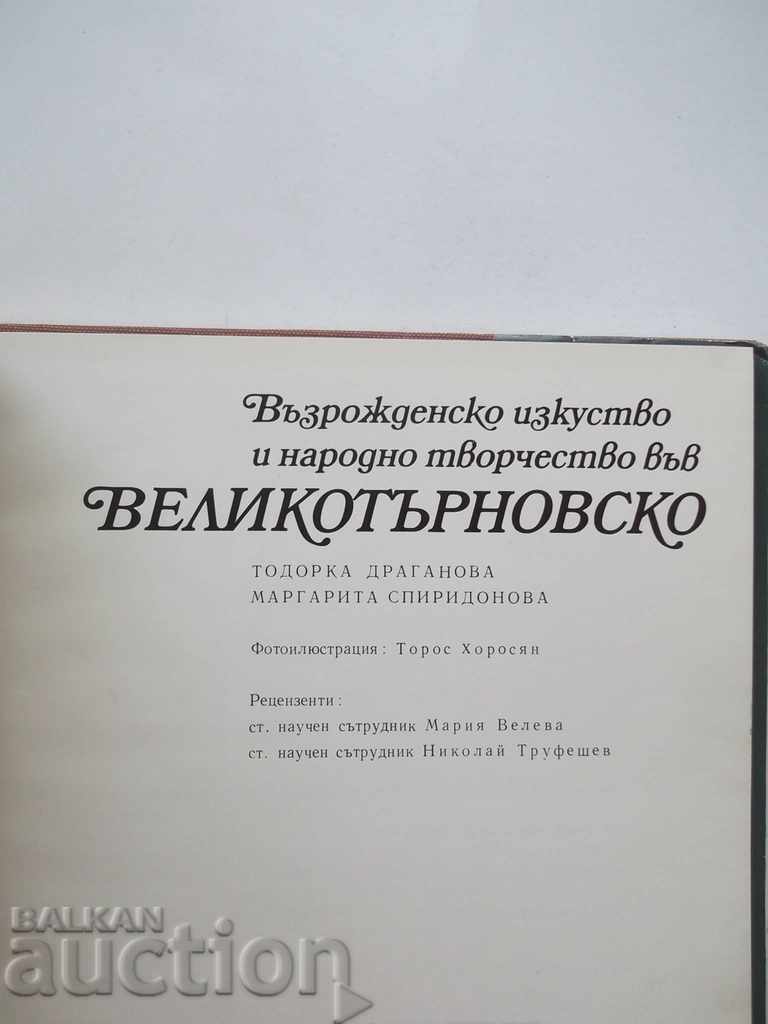 Възрожденско изкуство
и народно творчество във
ВЕЛИКОТЪРНОВСКО
ТОДОРКА ДРАГАНОВА
МАРГАРИТА СПИРИДОНОВА
Фотоилюстрация: Торос Хоросян
Рецензенти:
ст. научен сътрудник Мария Велева
ст. научен сътрудник Николай Труфешев
BALKAN
auction